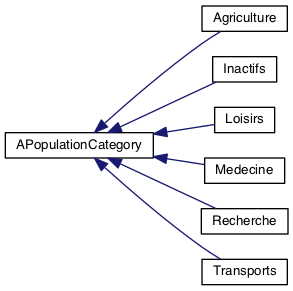 Agriculture
Inactifs
Loisirs
APopulationCategory
Medecine
Recherche
Transports